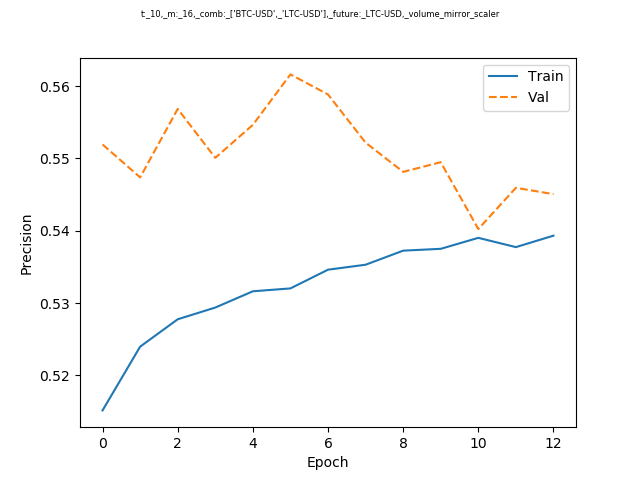 t:_10,_m:_16,_comb:_['BTC-USD',_'LTC-USD'],_future:_LTC-USD,_volume_mirror_scaler
Train
Val
0.56
0.55
0.54
0.53
0.52
Precision
0
2
4
6
8
10
12
Epoch